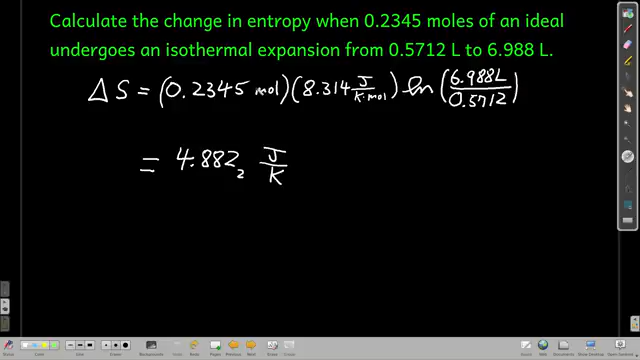 Calculate the change in entropy when 0.2345 moles of an ideal
undergoes an isothermal expansion from 0.5712 L to 6.988 L.
ΔS = (0.2345 mol)(8.314 J/K·mol) ln(6.988L/0.5712)
= 4.882₂ J/K